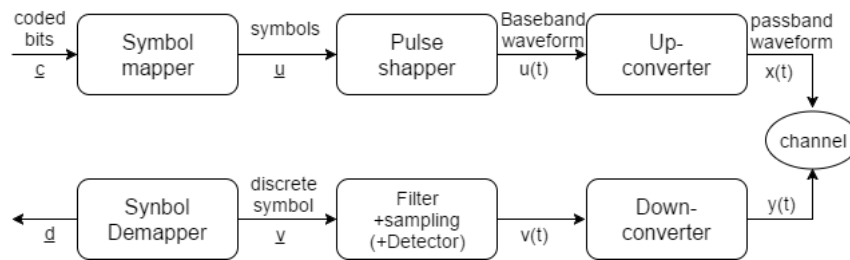 coded
bits
c
Symbol
mapper
symbols
u
Pulse
shapper
Baseband
waveform
u(t)
Up-
converter
passband
waveform
x(t)
channel
d
Synbol
Demapper
discrete
symbol
v
Filter
+sampling
(+Detector)
v(t)
Down-
converter
y(t)